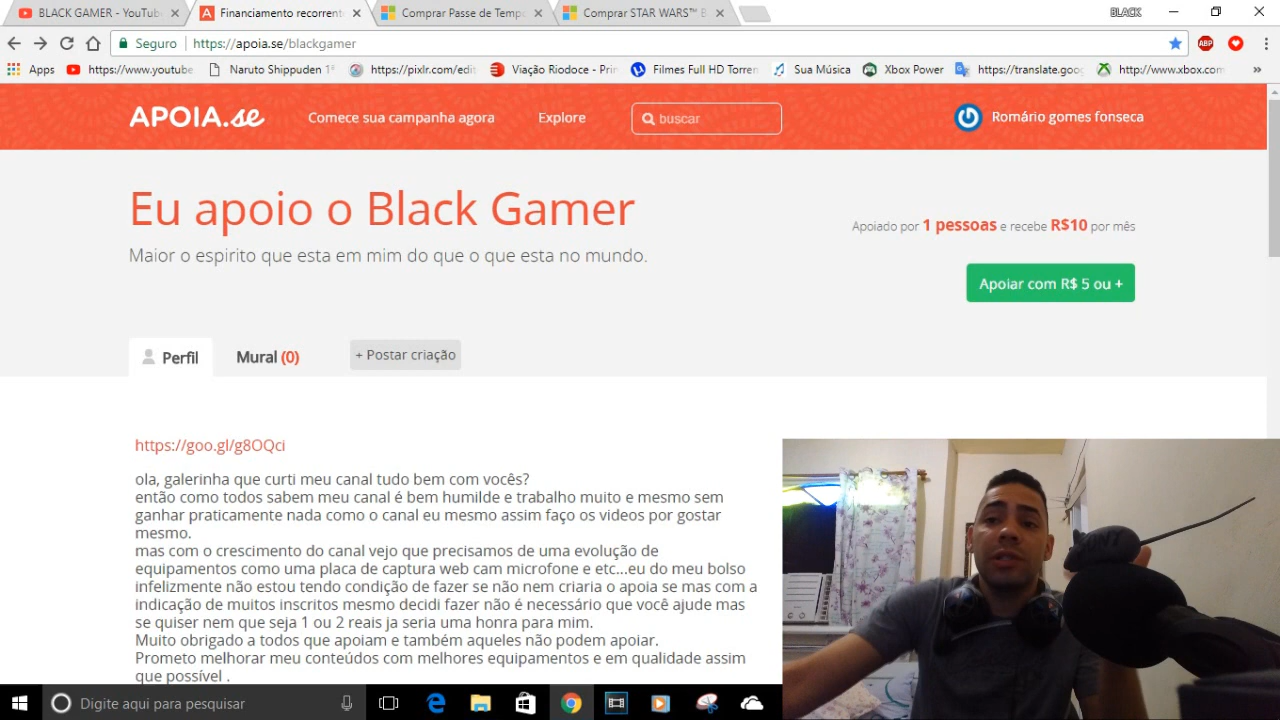 BLACK GAMER - YouTub
Financiamento recorrent
Comprar Passe de Tempo
Comprar STAR WARS™ B
BLACK
Seguro
https://apoia.se/blackgamer
ABP
Apps
https://www.youtube
Naruto Shippuden 1ª
https://pixlr.com/edit
Viação Riodoce - Prin
Filmes Full HD Torren
Sua Música
Xbox Power
https://translate.goog
http://www.xbox.com
»
APOIA.se
Comece sua campanha agora
Explore
buscar
Romário gomes fonseca
Eu apoio o Black Gamer
Maior o espirito que esta em mim do que o que esta no mundo.
Apoiado por 1 pessoas e recebe R$10 por mês
Apoiar com R$ 5 ou +
Perfil
Mural (0)
+ Postar criação
https://goo.gl/g8OQci
ola, galerinha que curti meu canal tudo bem com vocês?
então como todos sabem meu canal é bem humilde e trabalho muito e mesmo sem
ganhar praticamente nada como o canal eu mesmo assim faço os videos por gostar
mesmo.
mas com o crescimento do canal vejo que precisamos de uma evolução de
equipamentos como uma placa de captura web cam microfone e etc...eu do meu bolso
infelizmente não estou tendo condição de fazer se não nem criaria o apoia se mas com a
indicação de muitos inscritos mesmo decidi fazer não é necessário que você ajude mas
se quiser nem que seja 1 ou 2 reais ja seria uma honra para mim.
Muito obrigado a todos que apoiam e também aqueles não podem apoiar.
Prometo melhorar meu conteúdos com melhores equipamentos e em qualidade assim
que possível .
Digite aqui para pesquisar